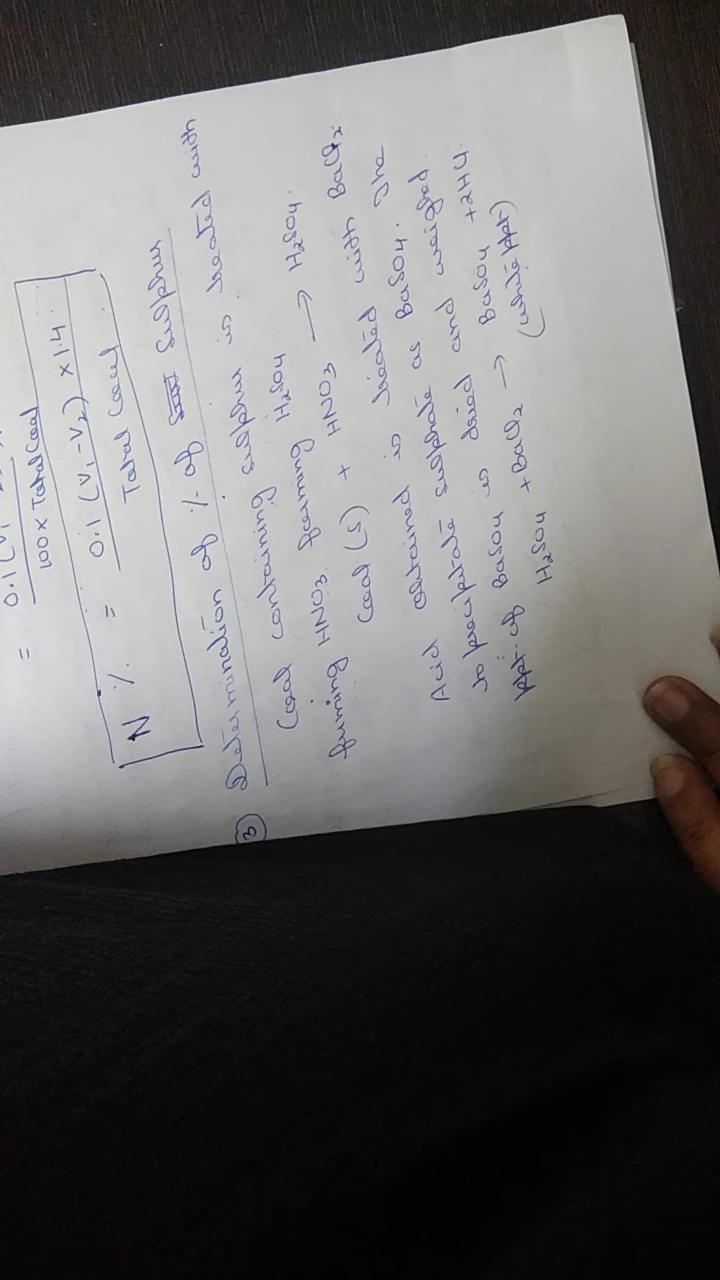 = 0.1 (V1
100 x Total Coal
N % = 0.1 (V1 - V2) x 1.4
Total Coal
③ Determination of % of Sulphur
Coal containing sulphur is heated with
fuming HNO3 forming H2SO4
Coal (S) + HNO3 → H2SO4.
Acid obtained is treated with BaCl2
to precipitate sulphate as BaSO4. The
ppt. of BaSO4 is dried and weighed.
H2SO4 + BaCl2 → BaSO4 + 2HCl
(white ppt)